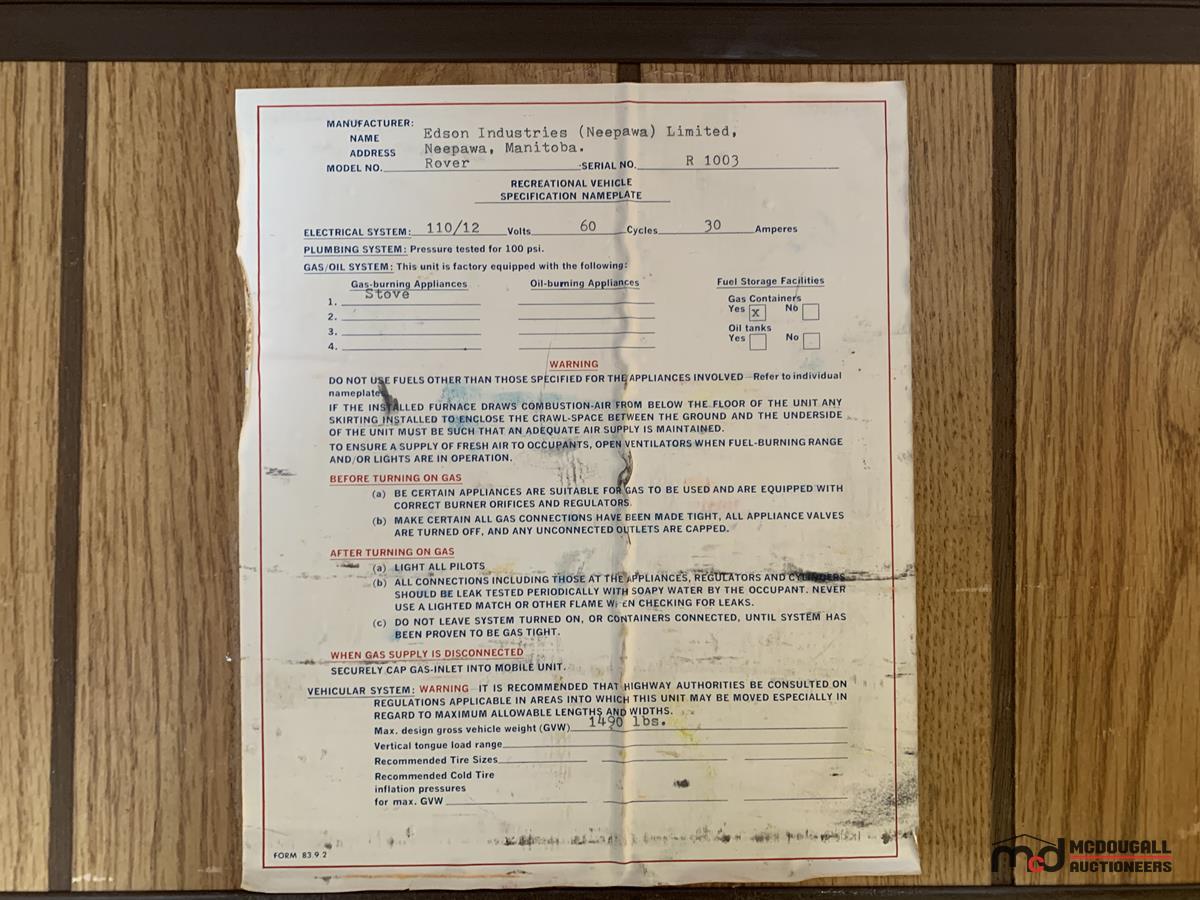 MANUFACTURER:
NAME Edson Industries (Neepawa) Limited,
ADDRESS Neepawa, Manitoba.
MODEL NO. Rover SERIAL NO. R 1003
RECREATIONAL VEHICLE
SPECIFICATION NAMEPLATE
ELECTRICAL SYSTEM: 110/12 Volts 60 Cycles 30 Amperes
PLUMBING SYSTEM: Pressure tested for 100 psi.
GAS/OIL SYSTEM: This unit is factory equipped with the following:
Gas-burning Appliances Oil-burning Appliances Fuel Storage Facilities
1. Stove
2.
3.
4.
Gas Containers
Yes x No
Oil tanks
Yes No
WARNING
DO NOT USE FUELS OTHER THAN THOSE SPECIFIED FOR THE APPLIANCES INVOLVED Refer to individual
nameplate
IF THE INSTALLED FURNACE DRAWS COMBUSTION-AIR FROM BELOW THE FLOOR OF THE UNIT ANY
SKIRTING INSTALLED TO ENCLOSE THE CRAWL-SPACE BETWEEN THE GROUND AND THE UNDERSIDE
OF THE UNIT MUST BE SUCH THAT AN ADEQUATE AIR SUPPLY IS MAINTAINED.
TO ENSURE A SUPPLY OF FRESH AIR TO OCCUPANTS, OPEN VENTILATORS WHEN FUEL-BURNING RANGE
AND/OR LIGHTS ARE IN OPERATION.
BEFORE TURNING ON GAS
(a) BE CERTAIN APPLIANCES ARE SUITABLE FOR GAS TO BE USED AND ARE EQUIPPED WITH
CORRECT BURNER ORIFICES AND REGULATORS.
(b) MAKE CERTAIN ALL GAS CONNECTIONS HAVE BEEN MADE TIGHT, ALL APPLIANCE VALVES
ARE TURNED OFF, AND ANY UNCONNECTED OUTLETS ARE CAPPED.
AFTER TURNING ON GAS
(a) LIGHT ALL PILOTS
(b) ALL CONNECTIONS INCLUDING THOSE AT THE APPLIANCES, REGULATORS AND CYLINDERS
SHOULD BE LEAK TESTED PERIODICALLY WITH SOAPY WATER BY THE OCCUPANT. NEVER
USE A LIGHTED MATCH OR OTHER FLAME WHEN CHECKING FOR LEAKS.
(c) DO NOT LEAVE SYSTEM TURNED ON, OR CONTAINERS CONNECTED, UNTIL SYSTEM HAS
BEEN PROVEN TO BE GAS TIGHT.
WHEN GAS SUPPLY IS DISCONNECTED
SECURELY CAP GAS-INLET INTO MOBILE UNIT.
VEHICULAR SYSTEM: WARNING IT IS RECOMMENDED THAT HIGHWAY AUTHORITIES BE CONSULTED ON
REGULATIONS APPLICABLE IN AREAS INTO WHICH THIS UNIT MAY BE MOVED ESPECIALLY IN
REGARD TO MAXIMUM ALLOWABLE LENGTHS AND WIDTHS.
Max. design gross vehicle weight (GVW) 1490 lbs.
Vertical tongue load range
Recommended Tire Sizes
Recommended Cold Tire
inflation pressures
for max. GVW
FORM 83.9.2
mcd MCDOUGALL
AUCTIONEERS